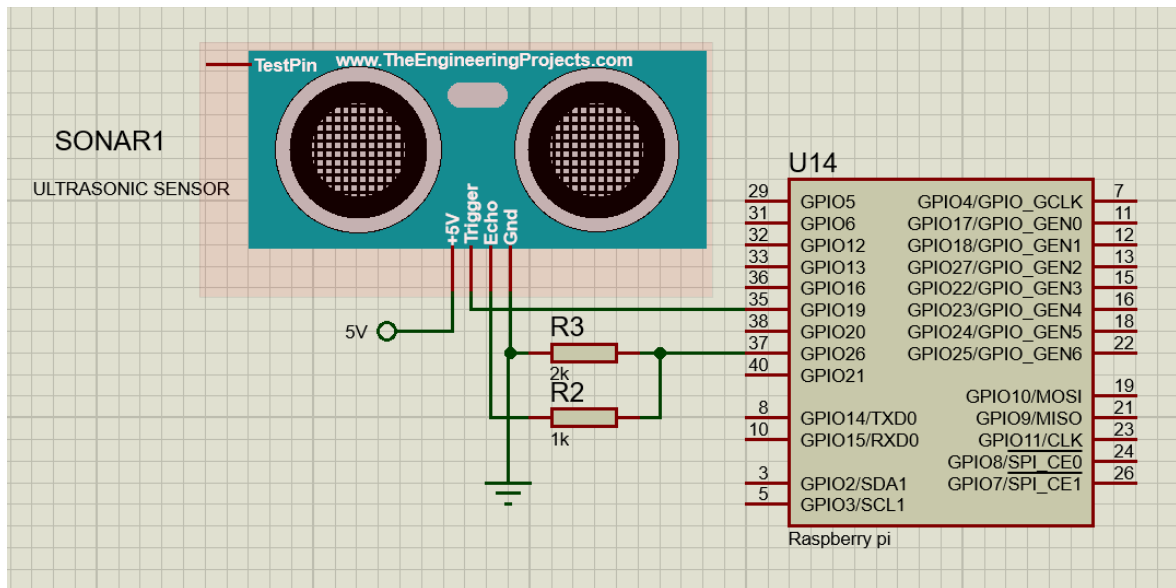 www.TheEngineeringProjects.com
TestPin
SONAR1
ULTRASONIC SENSOR
+5V
Trigger
Echo
Gnd
5V
R3
2k
R2
1k
U14
29 GPIO5 GPIO4/GPIO_GCLK 7
31 GPIO6 GPIO17/GPIO_GEN0 11
32 GPIO12 GPIO18/GPIO_GEN1 12
33 GPIO13 GPIO27/GPIO_GEN2 13
36 GPIO16 GPIO22/GPIO_GEN3 15
35 GPIO19 GPIO23/GPIO_GEN4 16
38 GPIO20 GPIO24/GPIO_GEN5 18
37 GPIO26 GPIO25/GPIO_GEN6 22
40 GPIO21
GPIO10/MOSI 19
8 GPIO14/TXD0 GPIO9/MISO 21
10 GPIO15/RXD0 GPIO11/CLK 23
GPIO8/SPI_CE0 24
3 GPIO2/SDA1 GPIO7/SPI_CE1 26
5 GPIO3/SCL1
Raspberry pi